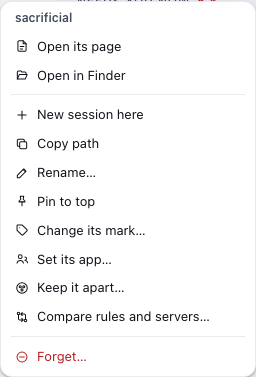 sacrificial
Open its page
Open in Finder
New session here
Copy path
Rename...
Pin to top
Change its mark...
Set its app...
Keep it apart...
Compare rules and servers...
Forget...